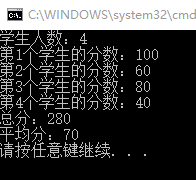 C:\WINDOWS\system32\cmd
学生人数：4
第1个学生的分数：100
第2个学生的分数：60
第3个学生的分数：80
第4个学生的分数：40
总分：280
平均分：70
请按任意键继续. . .